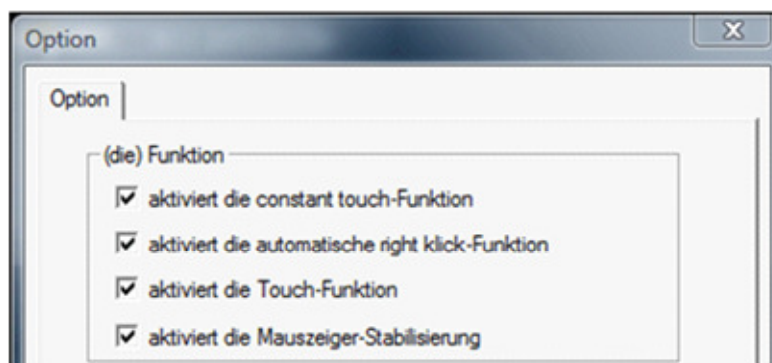 Option
Option
(die) Funktion
aktiviert die constant touch-Funktion
aktiviert die automatische right klick-Funktion
aktiviert die Touch-Funktion
aktiviert die Mauszeiger-Stabilisierung